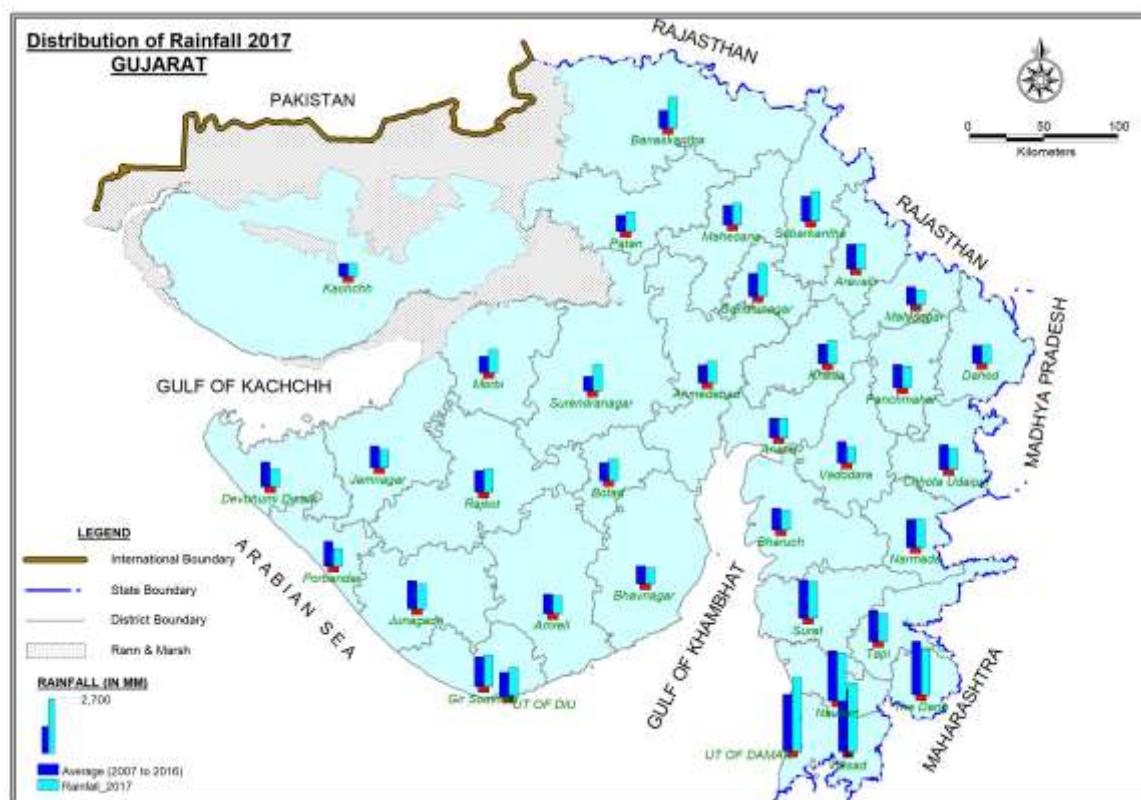 Distribution of Rainfall 2017
GUJARAT
RAJASTHAN
PAKISTAN
0 50 100
Kilometers
Banaskantha
RAJASTHAN
Patan
Mahesana
Sabarkantha
Kachchh
Aravalli
Gandhinagar
Mahisagar
MADHYA PRADESH
GULF OF KACHCHH
Morbi
Surendranagar
Ahmedabad
Kheda
Panchmahal
Dahod
Anand
Jamnagar
Rajkot
Botad
Vadodara
Chhota Udaipur
Devbhumi Dwarka
LEGEND
International Boundary
State Boundary
District Boundary
Rann & Marsh
ARABIAN SEA
Porbandar
Bharuch
Narmada
Junagadh
Amreli
Bhavnagar
GULF OF KHAMBHAT
Surat
Tapi
MAHARASHTRA
RAINFALL (IN MM)
2,700
Gir Somnath
UT OF DIU
Navsari
The Dang
UT OF DAMAN
Valsad
Average (2007 to 2016)
Rainfall_2017